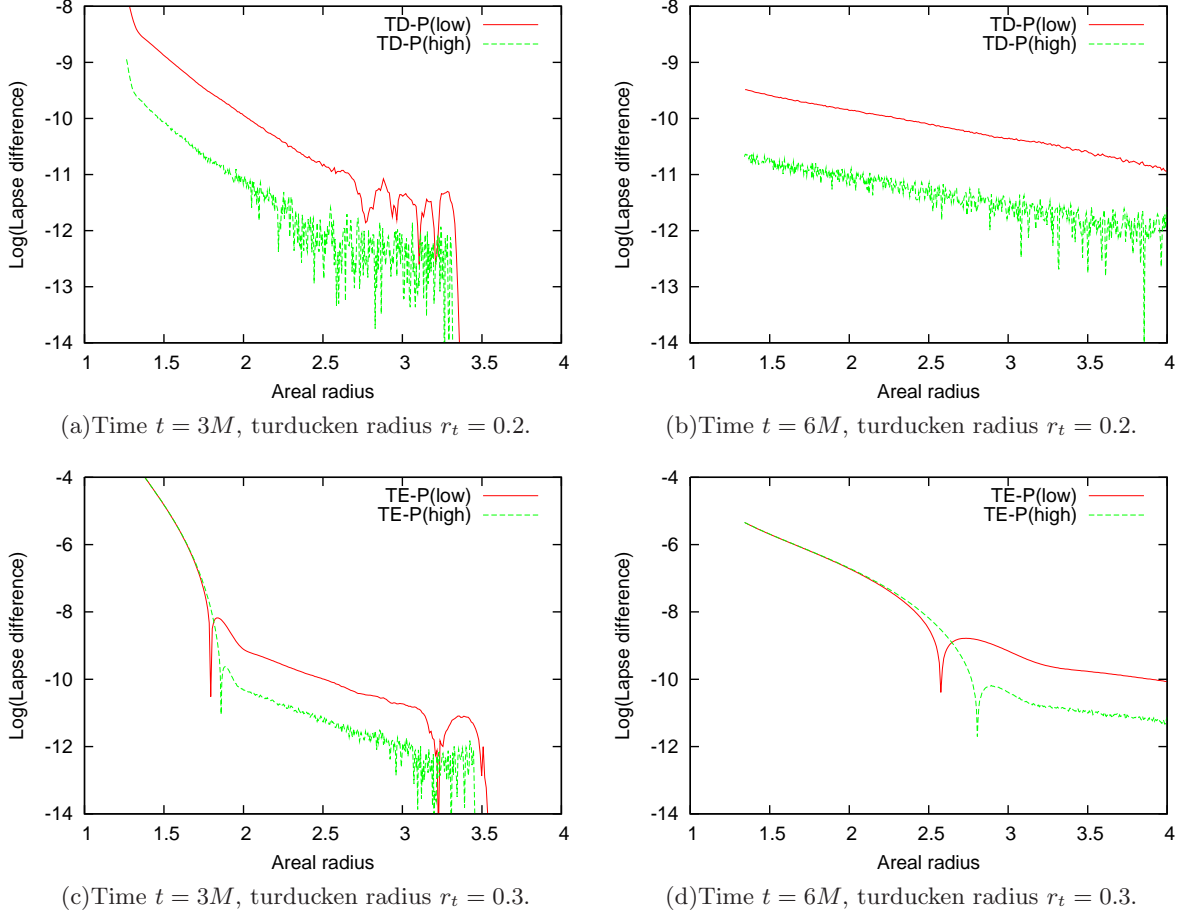 -8
-9
-10
-11
-12
-13
-14
1 1.5 2 2.5 3 3.5 4
Log(Lapse difference)
Areal radius
TD-P(low)
TD-P(high)
(a)Time t = 3M, turducken radius r_t = 0.2.
-8
-9
-10
-11
-12
-13
-14
1 1.5 2 2.5 3 3.5 4
Log(Lapse difference)
Areal radius
TD-P(low)
TD-P(high)
(b)Time t = 6M, turducken radius r_t = 0.2.
-4
-6
-8
-10
-12
-14
1 1.5 2 2.5 3 3.5 4
Log(Lapse difference)
Areal radius
TE-P(low)
TE-P(high)
(c)Time t = 3M, turducken radius r_t = 0.3.
-4
-6
-8
-10
-12
-14
1 1.5 2 2.5 3 3.5 4
Log(Lapse difference)
Areal radius
TE-P(low)
TE-P(high)
(d)Time t = 6M, turducken radius r_t = 0.3.